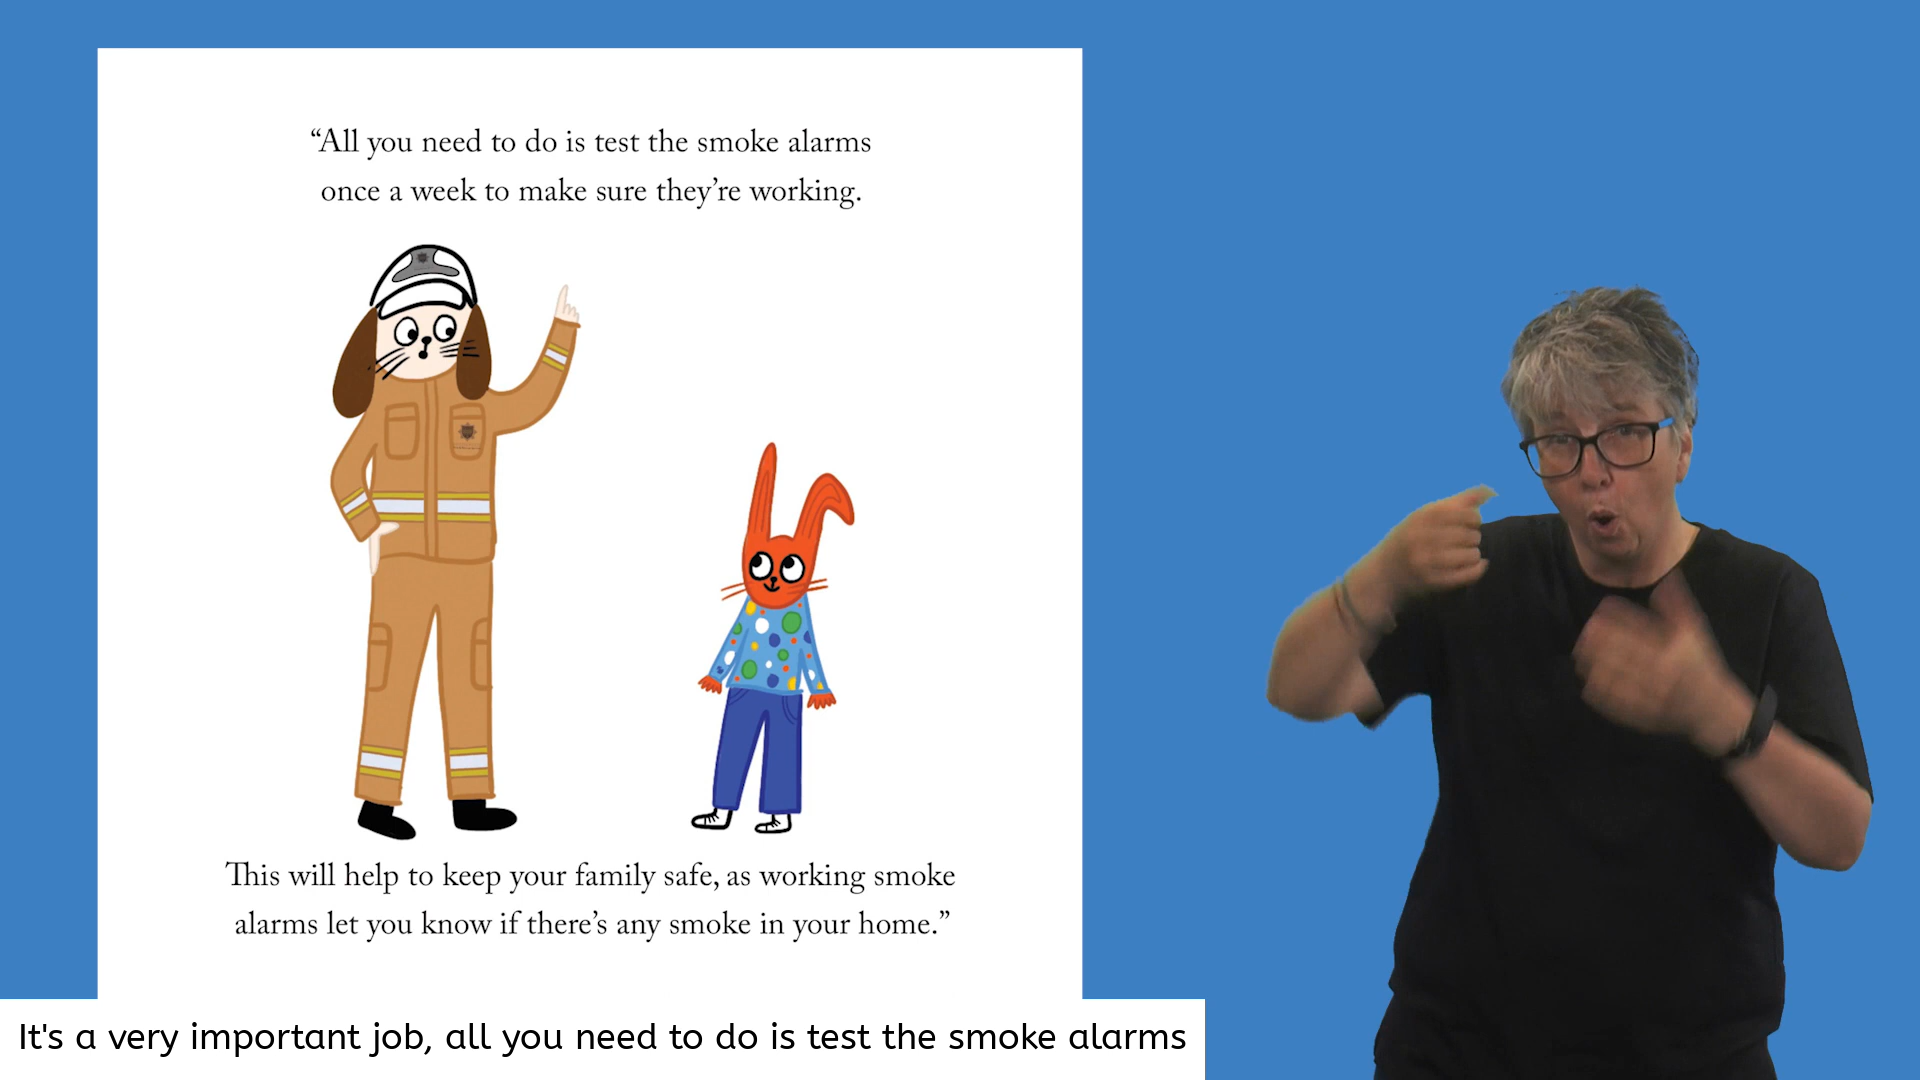 “All you need to do is test the smoke alarms
once a week to make sure they’re working.
This will help to keep your family safe, as working smoke
alarms let you know if there’s any smoke in your home.”
It's a very important job, all you need to do is test the smoke alarms